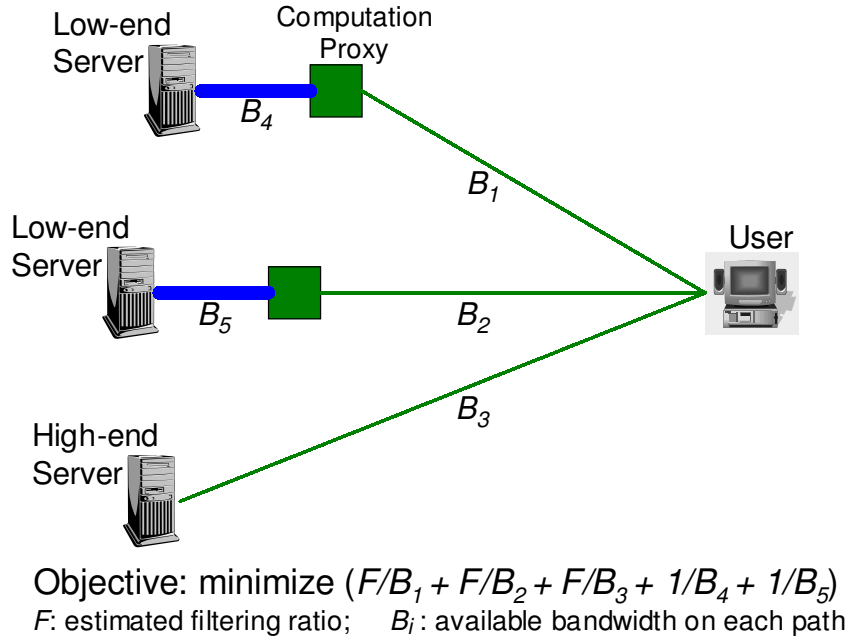 Low-end
Server
Computation
Proxy
B4
B1
Low-end
Server
User
B5
B2
B3
High-end
Server
Objective: minimize (F/B1 + F/B2 + F/B3 + 1/B4 + 1/B5)
F: estimated filtering ratio; Bi : available bandwidth on each path